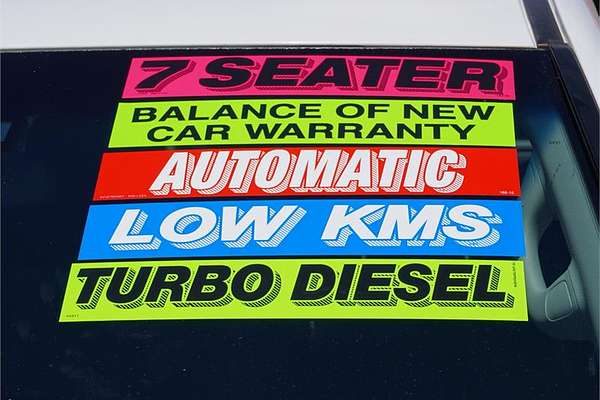 7 SEATER
BALANCE OF NEW
CAR WARRANTY
AUTOMATIC
LOW KMS
TURBO DIESEL